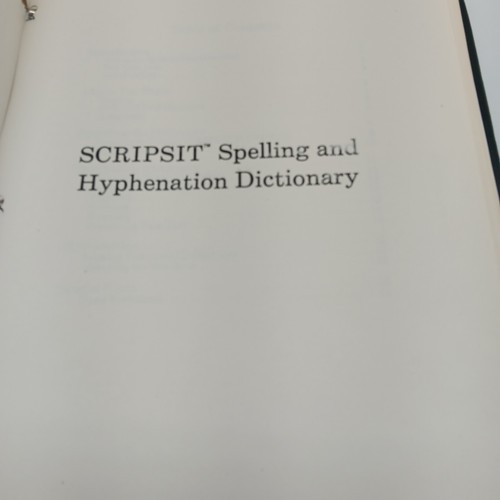 SCRIPSIT™ Spelling and
Hyphenation Dictionary